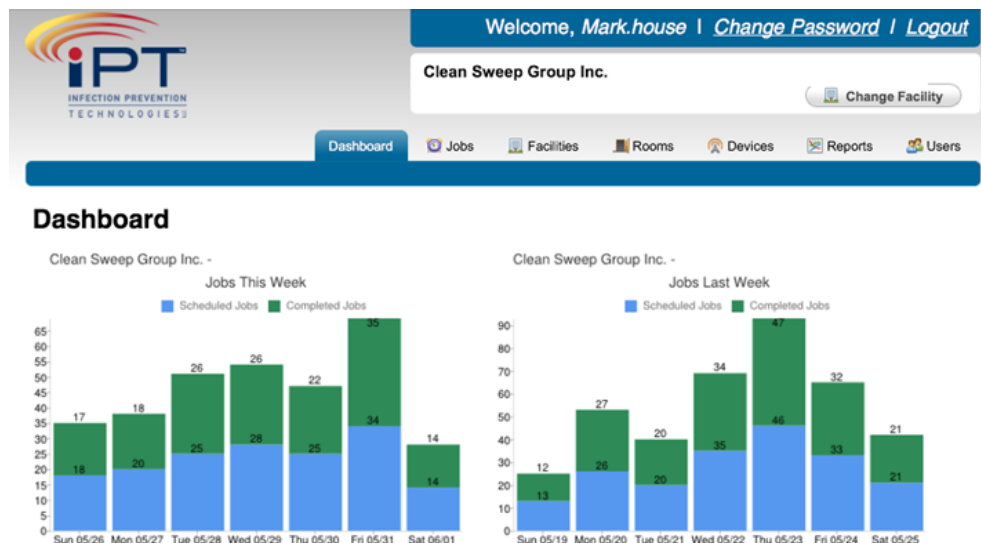 Welcome, Mark.house | Change Password / Logout
iPT
INFECTION PREVENTION
TECHNOLOGIES
Clean Sweep Group Inc.
Change Facility
Dashboard Jobs Facilities Rooms Devices Reports Users
Dashboard
Clean Sweep Group Inc. -
Jobs This Week
Scheduled Jobs Completed Jobs
65
60
55
50
45
40
35
30
25
20
15
10
5
0
17 18 26 26 22 35 14
18 20 25 28 25 34 14
Sun 05/26 Mon 05/27 Tue 05/28 Wed 05/29 Thu 05/30 Fri 05/31 Sat 06/01
Clean Sweep Group Inc. -
Jobs Last Week
Scheduled Jobs Completed Jobs
90
80
70
60
50
40
30
20
10
0
12 27 20 34 47 32 21
13 26 20 35 46 33 21
Sun 05/19 Mon 05/20 Tue 05/21 Wed 05/22 Thu 05/23 Fri 05/24 Sat 05/25